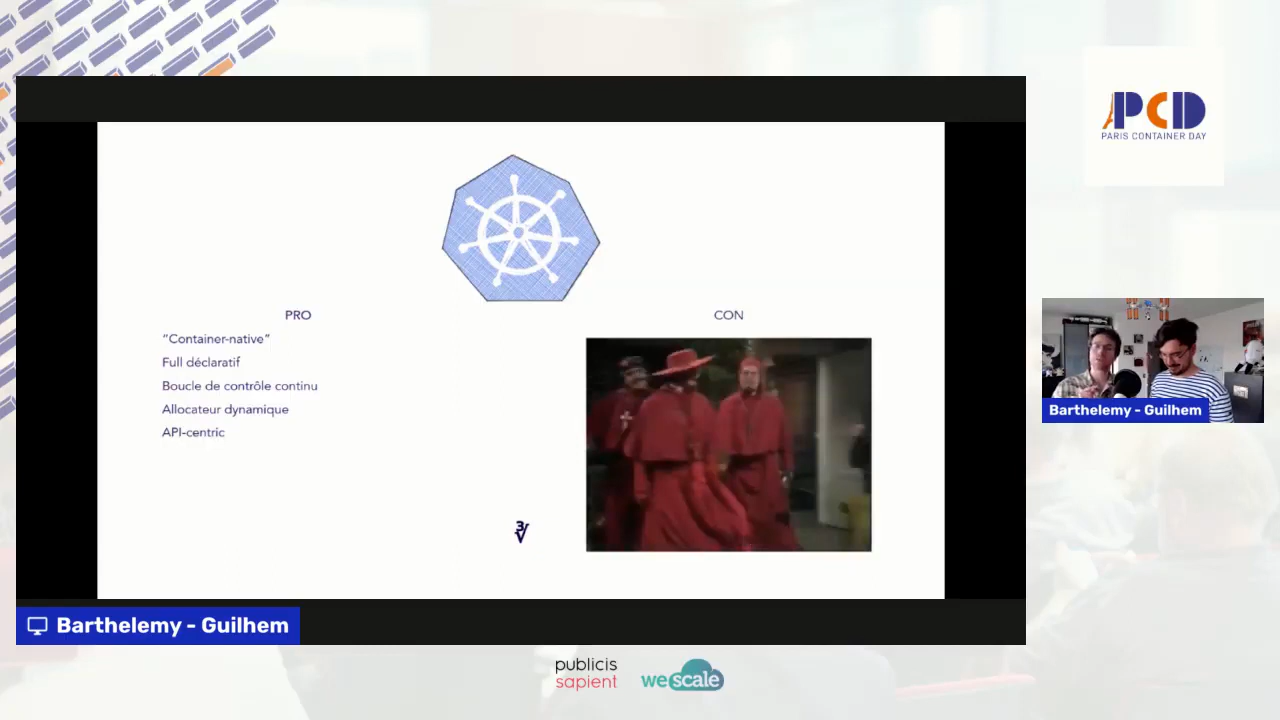 PCD
PARIS CONTAINER DAY
PRO
CON
“Container-native”
Full déclaratif
Boucle de contrôle continu
Allocateur dynamique
API-centric
Barthelemy - Guilhem
Barthelemy - Guilhem
publicis
sapient
wescale